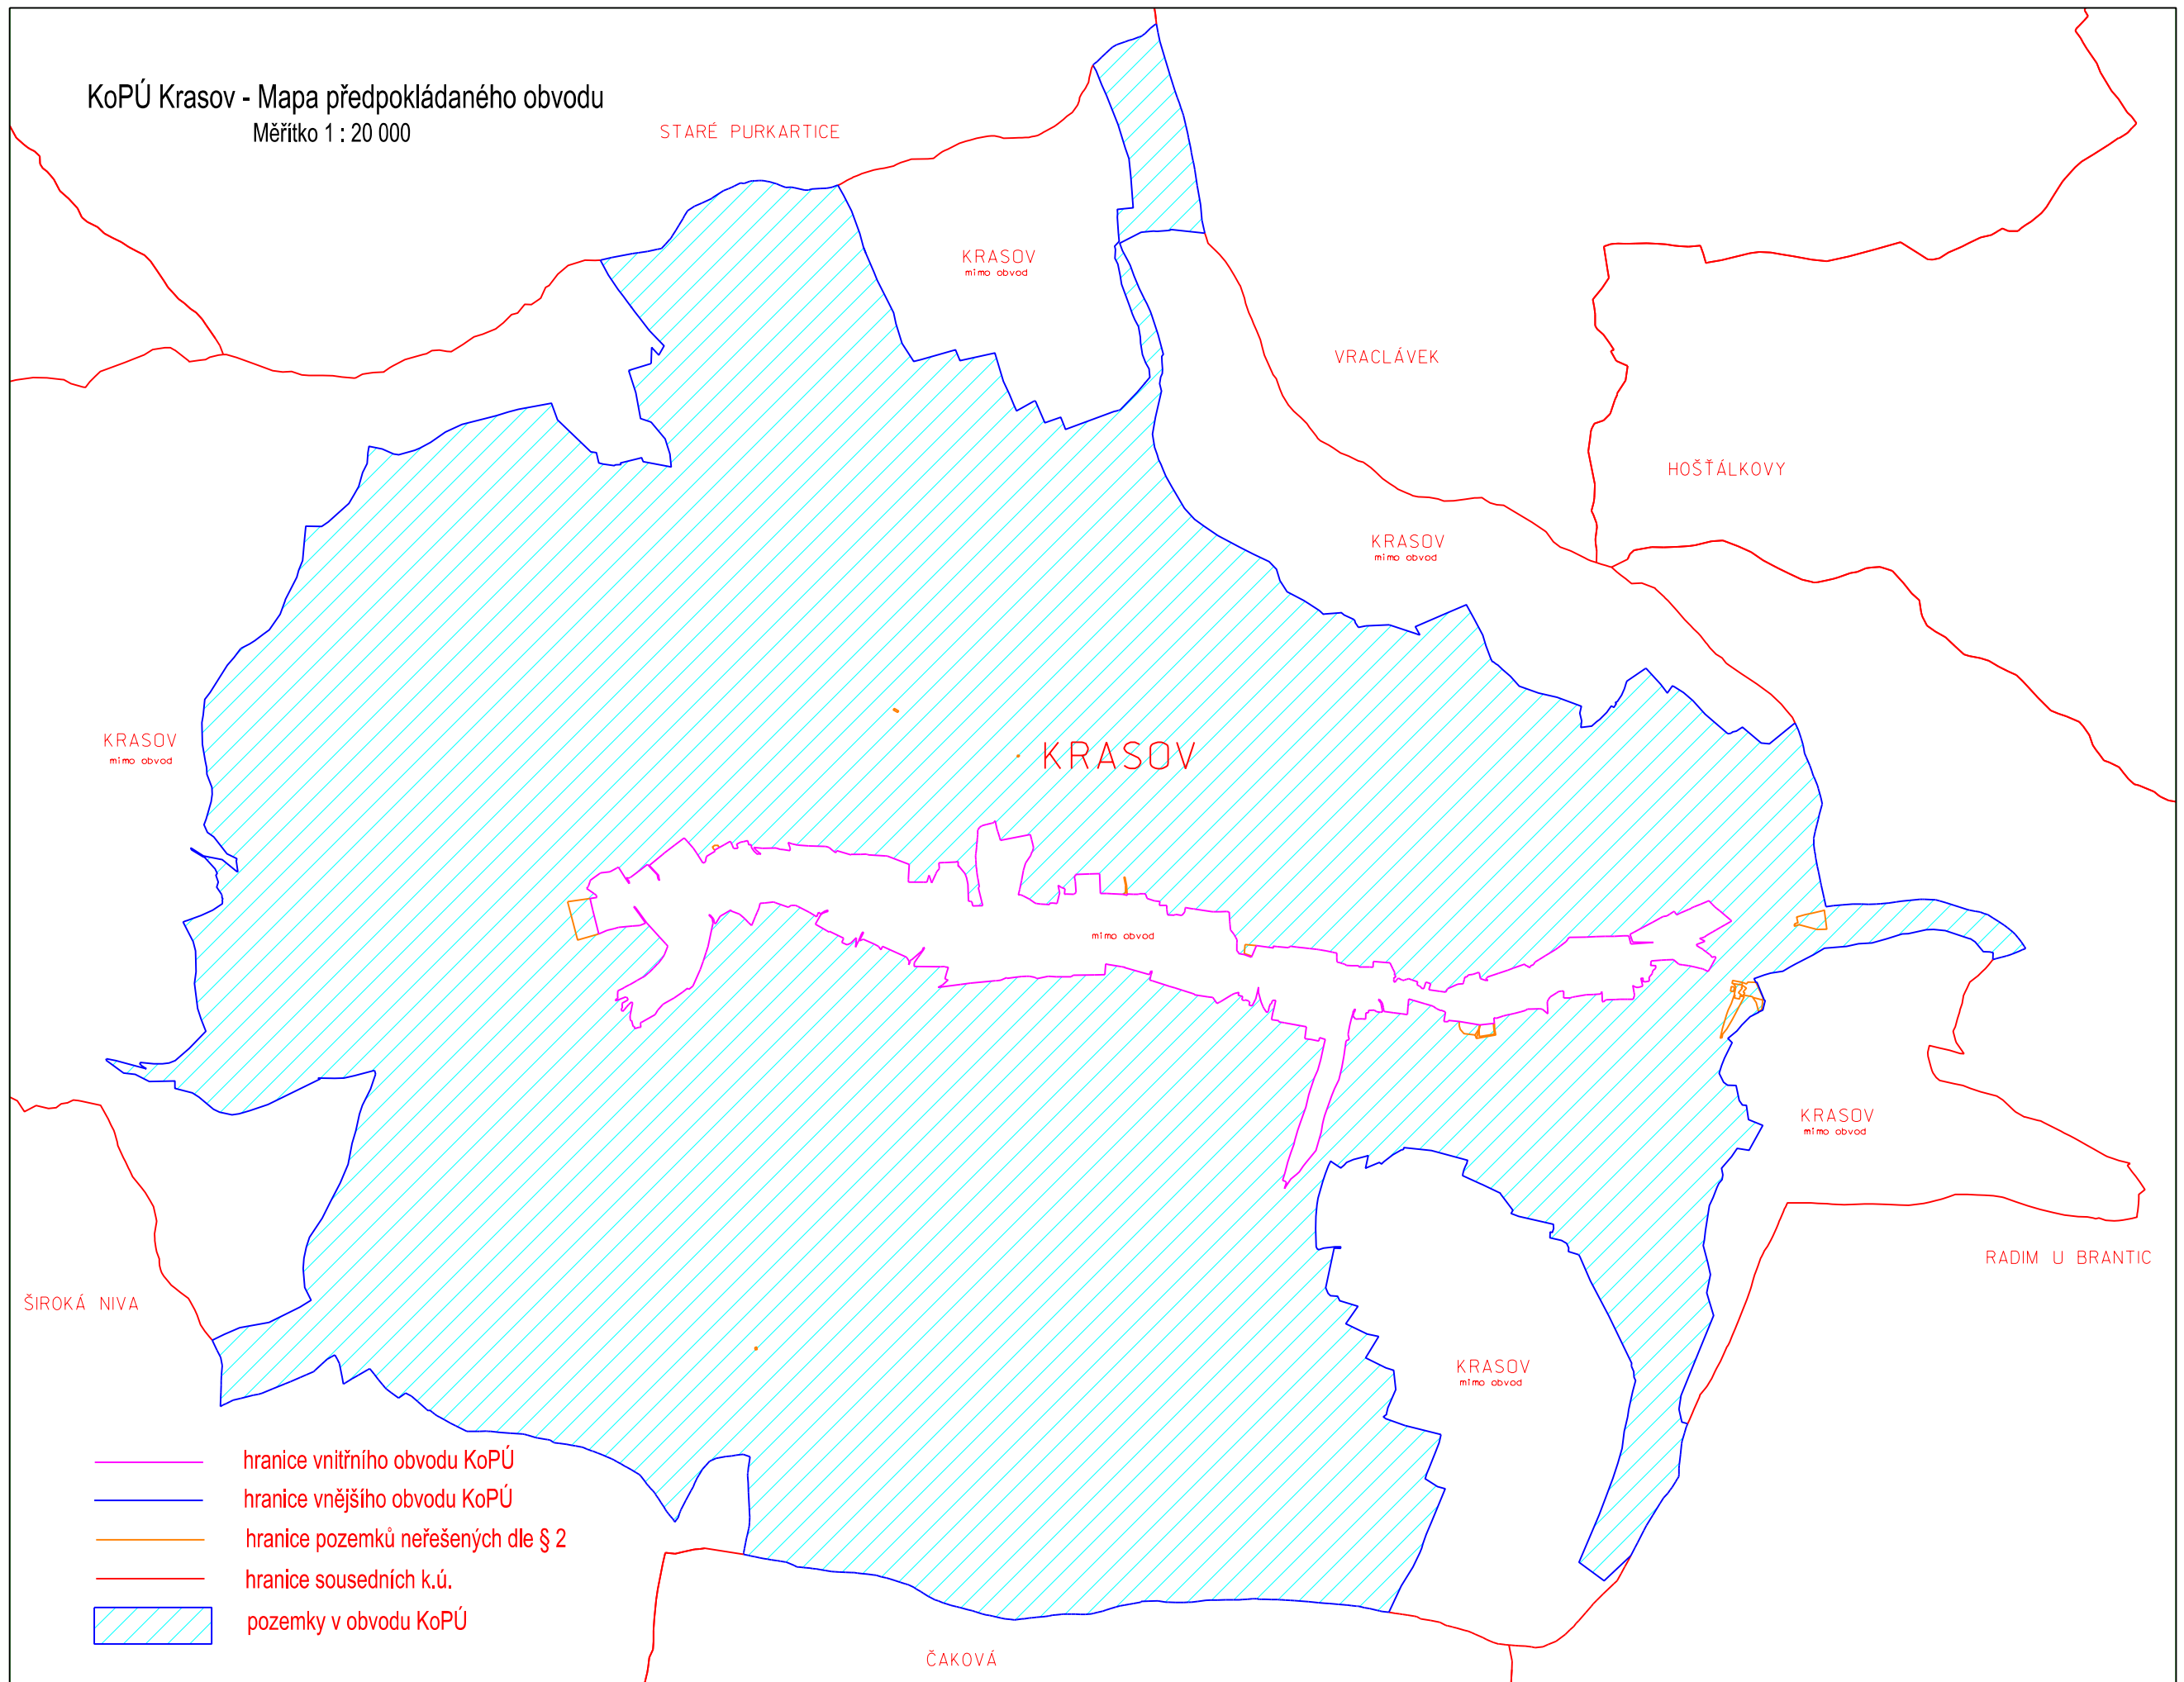 KoPÚ Krasov - Mapa předpokládaného obvodu
Měřítko 1 : 20 000
STARÉ PURKARTICE
KRASOV
mimo obvod
VRACLÁVEK
HOŠŤÁLKOVY
KRASOV
mimo obvod
KRASOV
mimo obvod
KRASOV
mimo obvod
KRASOV
mimo obvod
RADIM U BRANTIC
ŠIROKÁ NIVA
KRASOV
mimo obvod
hranice vnitřního obvodu KoPÚ
hranice vnějšího obvodu KoPÚ
hranice pozemků neřešených dle § 2
hranice sousedních k.ú.
pozemky v obvodu KoPÚ
ČAKOVÁ